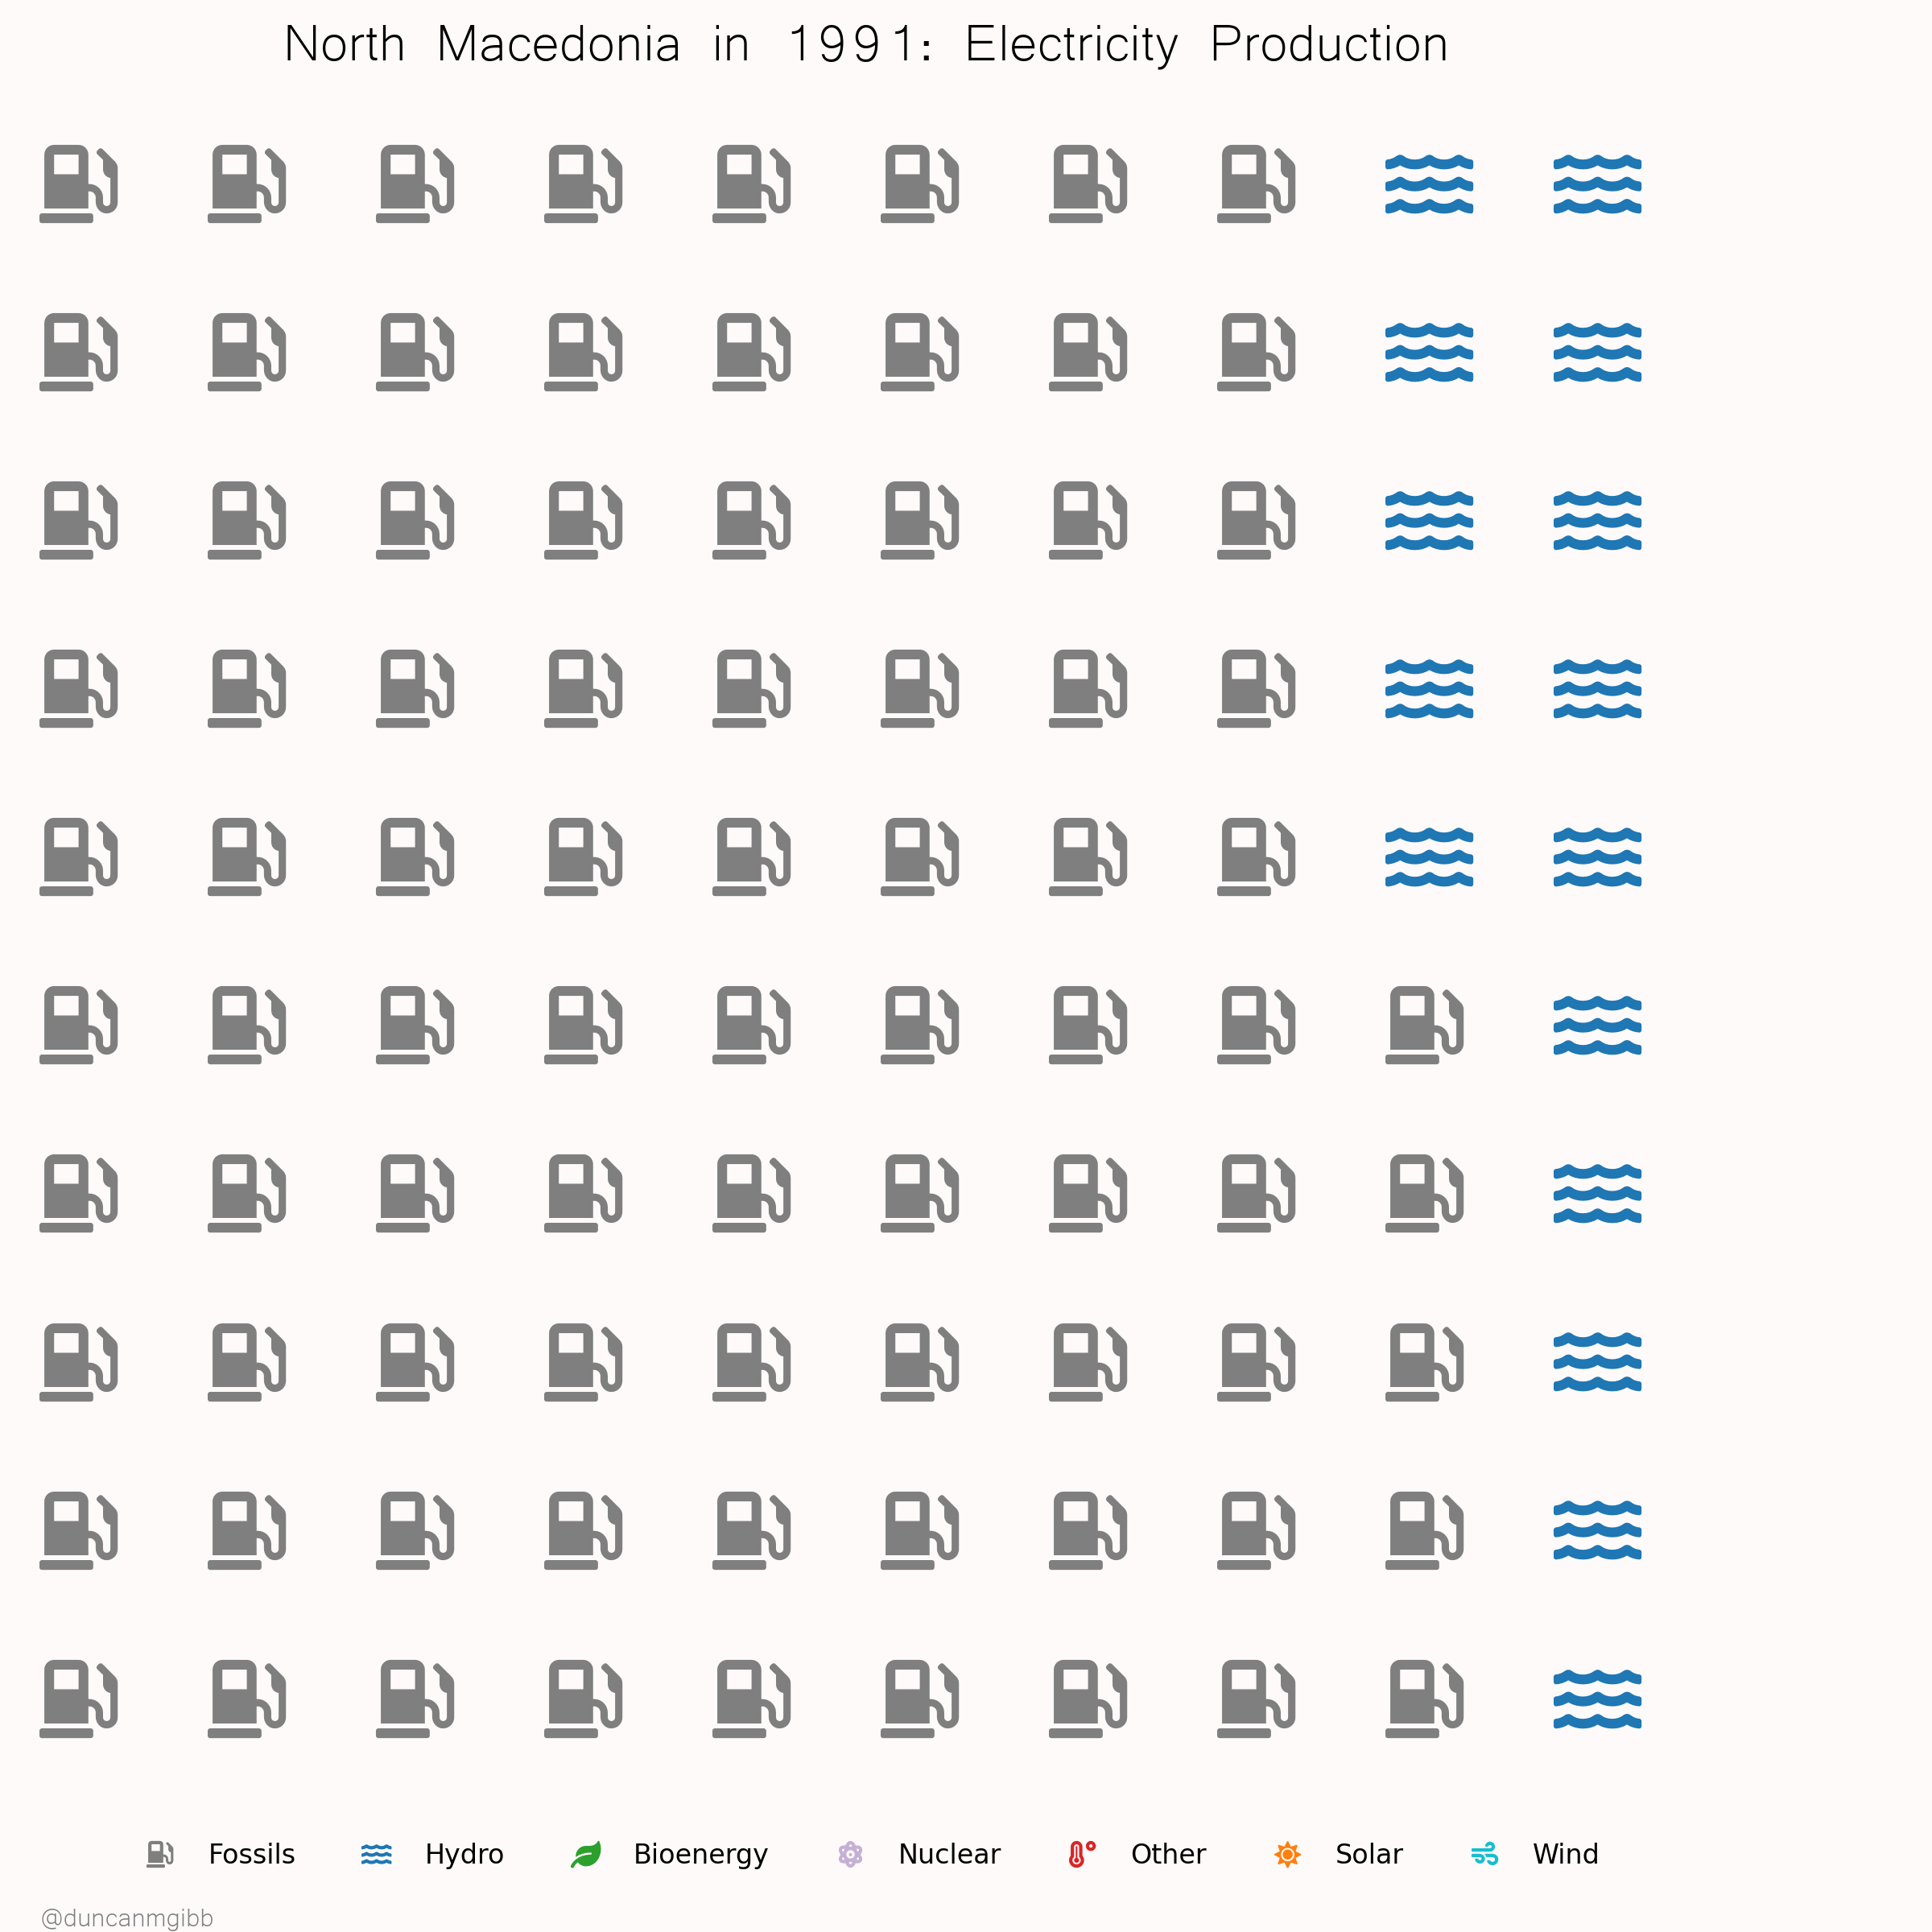 North Macedonia in 1991: Electricity Production
Fossils Hydro Bioenergy Nuclear Other Solar Wind
@duncanmgibb